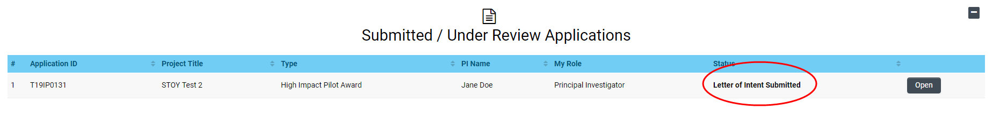 Submitted / Under Review Applications
# Application ID Project Title Type PI Name My Role Status
1 T19IP0131 STOY Test 2 High Impact Pilot Award Jane Doe Principal Investigator Letter of Intent Submitted Open